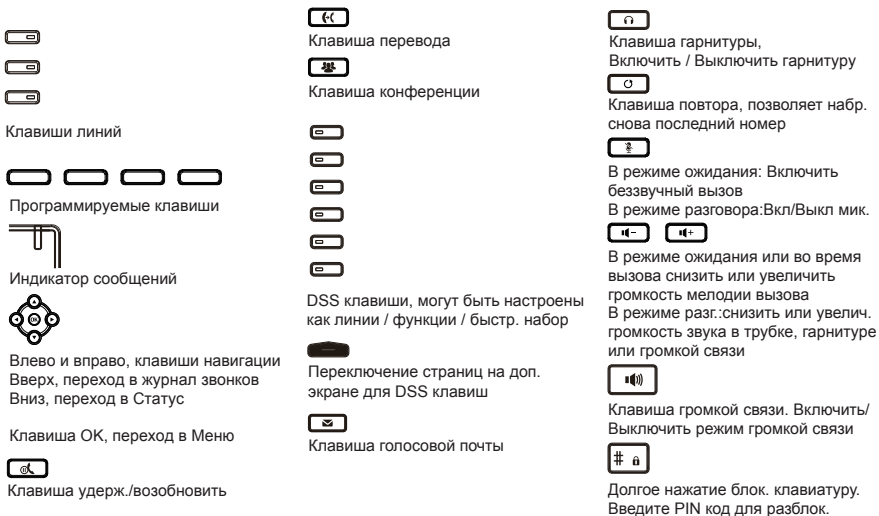 Клавиши линий
Программируемые клавиши
Индикатор сообщений
OK
Влево и вправо, клавиши навигации
Вверх, переход в журнал звонков
Вниз, переход в Статус
Клавиша OK, переход в Меню
Клавиша удерж./возобновить
Клавиша перевода
Клавиша конференции
DSS клавиши, могут быть настроены
как линии / функции / быстр. набор
Переключение страниц на доп.
экране для DSS клавиш
Клавиша голосовой почты
Клавиша гарнитуры,
Включить / Выключить гарнитуру
Клавиша повтора, позволяет набр.
снова последний номер
В режиме ожидания: Включить
беззвучный вызов
В режиме разговора:Вкл/Выкл мик.
В режиме ожидания или во время
вызова снизить или увеличить
громкость мелодии вызова
В режиме разг.:снизить или увелич.
громкость звука в трубке, гарнитуре
или громкой связи
Клавиша громкой связи. Включить/
Выключить режим громкой связи
#
Долгое нажатие блок. клавиатуру.
Введите PIN код для разблок.